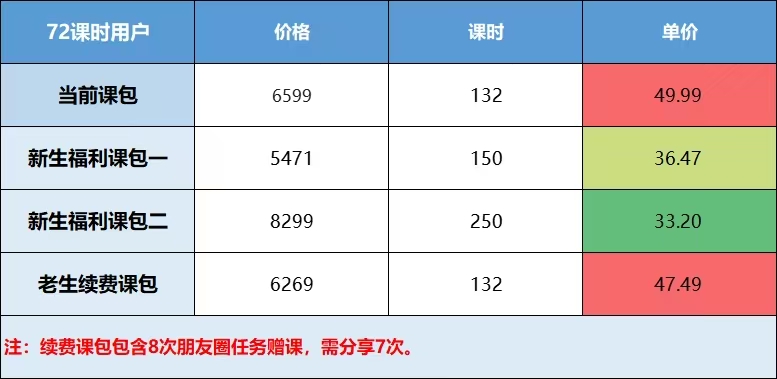 72课时用户 价格 课时 单价
当前课包 6599 132 49.99
新生福利课包一 5471 150 36.47
新生福利课包二 8299 250 33.20
老生续费课包 6269 132 47.49
注：续费课包包含8次朋友圈任务赠课，需分享7次。